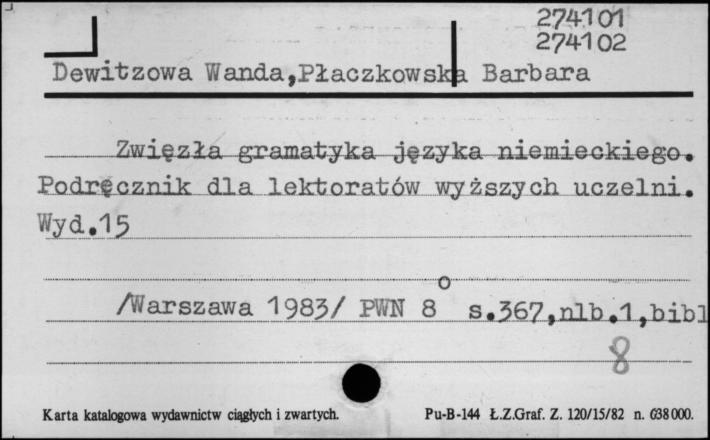 274101
274102
Dewitzowa Wanda,Płaczkowska Barbara
Zwięzła gramatyka języka niemieckiego.
Podręcznik dla lektoratów wyższych uczelni.
Wyd.15
/Warszawa 1983/ PWN 8° s.367,nlb.1,bibl
8
Karta katalogowa wydawnictw ciągłych i zwartych. Pu-B-144 Ł.Z.Graf. Z. 120/15/82 n. 638000.